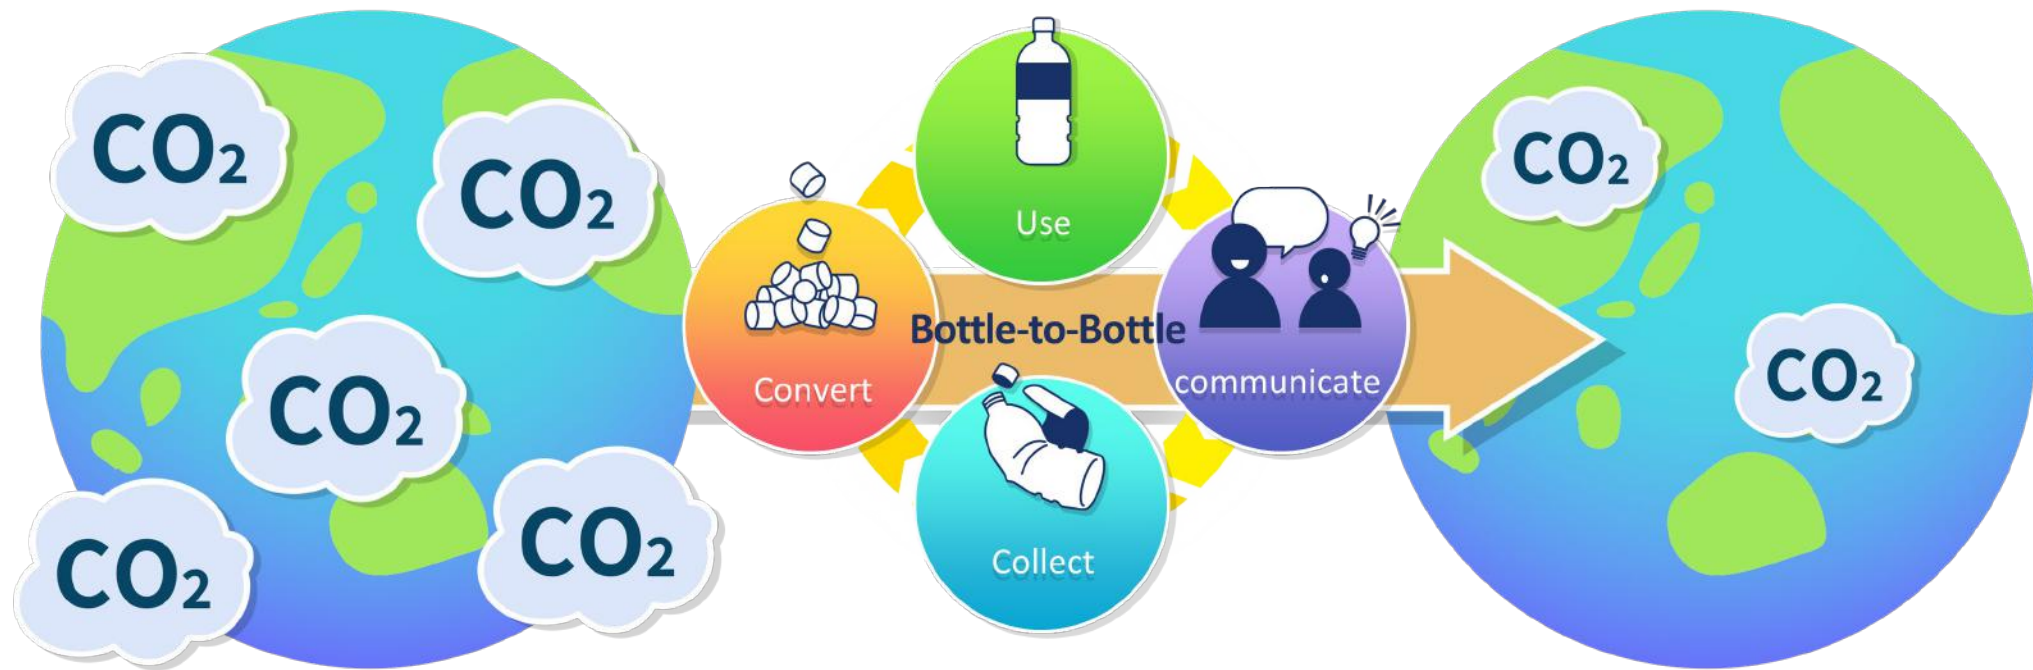 CO₂
CO₂
CO₂
CO₂
CO₂
Use
Convert
Bottle-to-Bottle
communicate
Collect
CO₂
CO₂